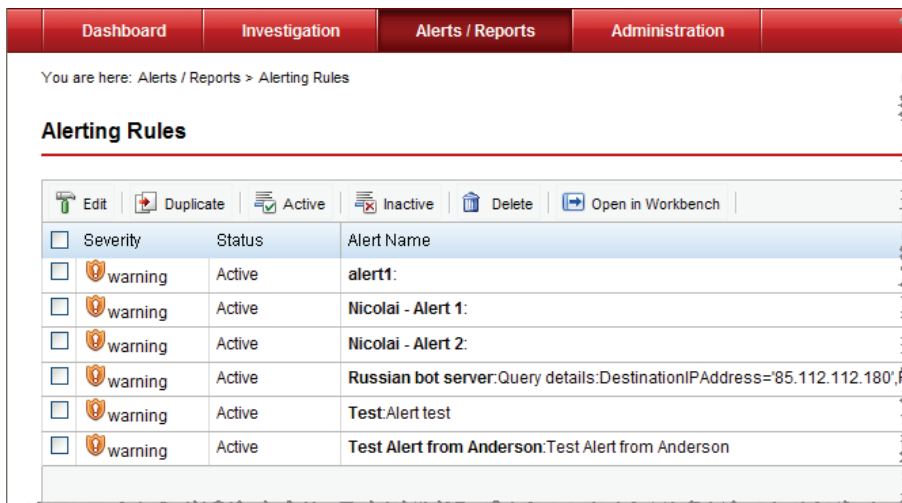 Dashboard Investigation Alerts / Reports Administration
You are here: Alerts / Reports > Alerting Rules
Alerting Rules
Edit Duplicate Active Inactive Delete Open in Workbench
Severity Status Alert Name
warning Active alert1:
warning Active Nicolai - Alert 1:
warning Active Nicolai - Alert 2:
warning Active Russian bot server:Query details:DestinationIPAddress='85.112.112.180',
warning Active Test:Alert test
warning Active Test Alert from Anderson:Test Alert from Anderson